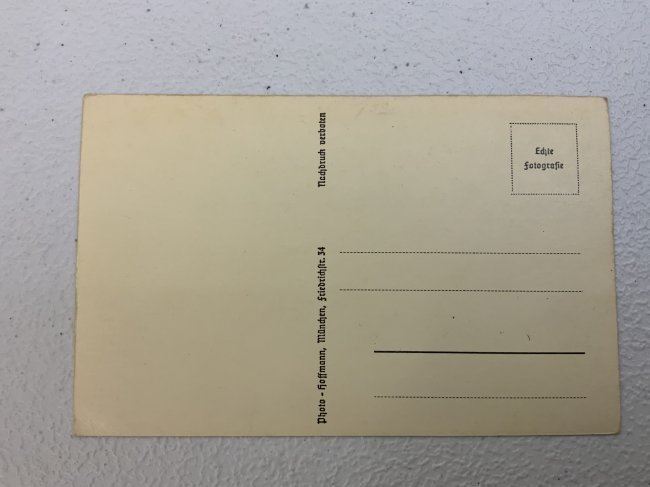 Photo - Hoffmann, München, Friedrichstr. 34
Nachdruck verboten
Echte
Fotografie